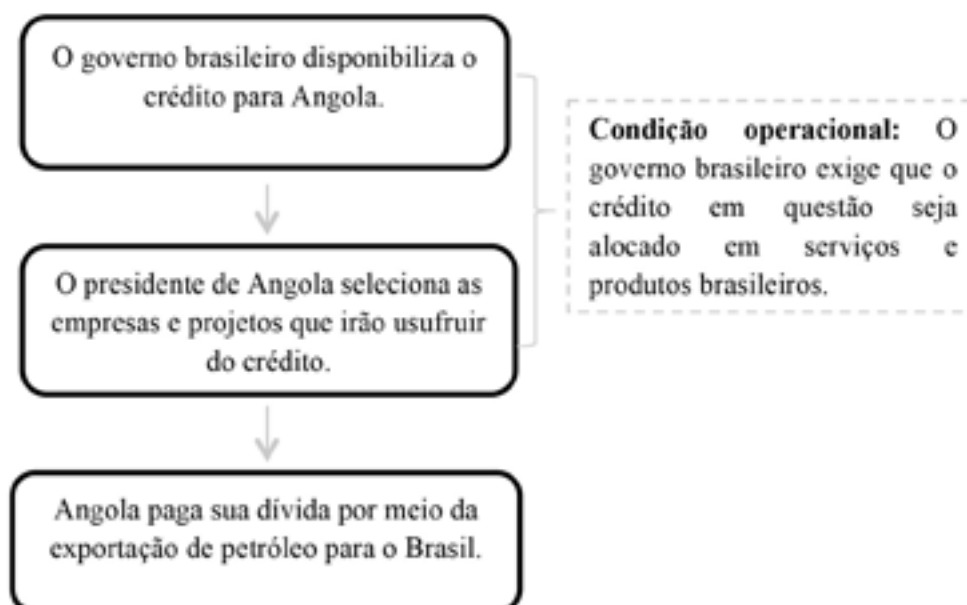 O governo brasileiro disponibiliza o
crédito para Angola.
Condição operacional: O
governo brasileiro exige que o
crédito em questão seja
alocado em serviços e
produtos brasileiros.
O presidente de Angola seleciona as
empresas e projetos que irão usufruir
do crédito.
Angola paga sua dívida por meio da
exportação de petróleo para o Brasil.